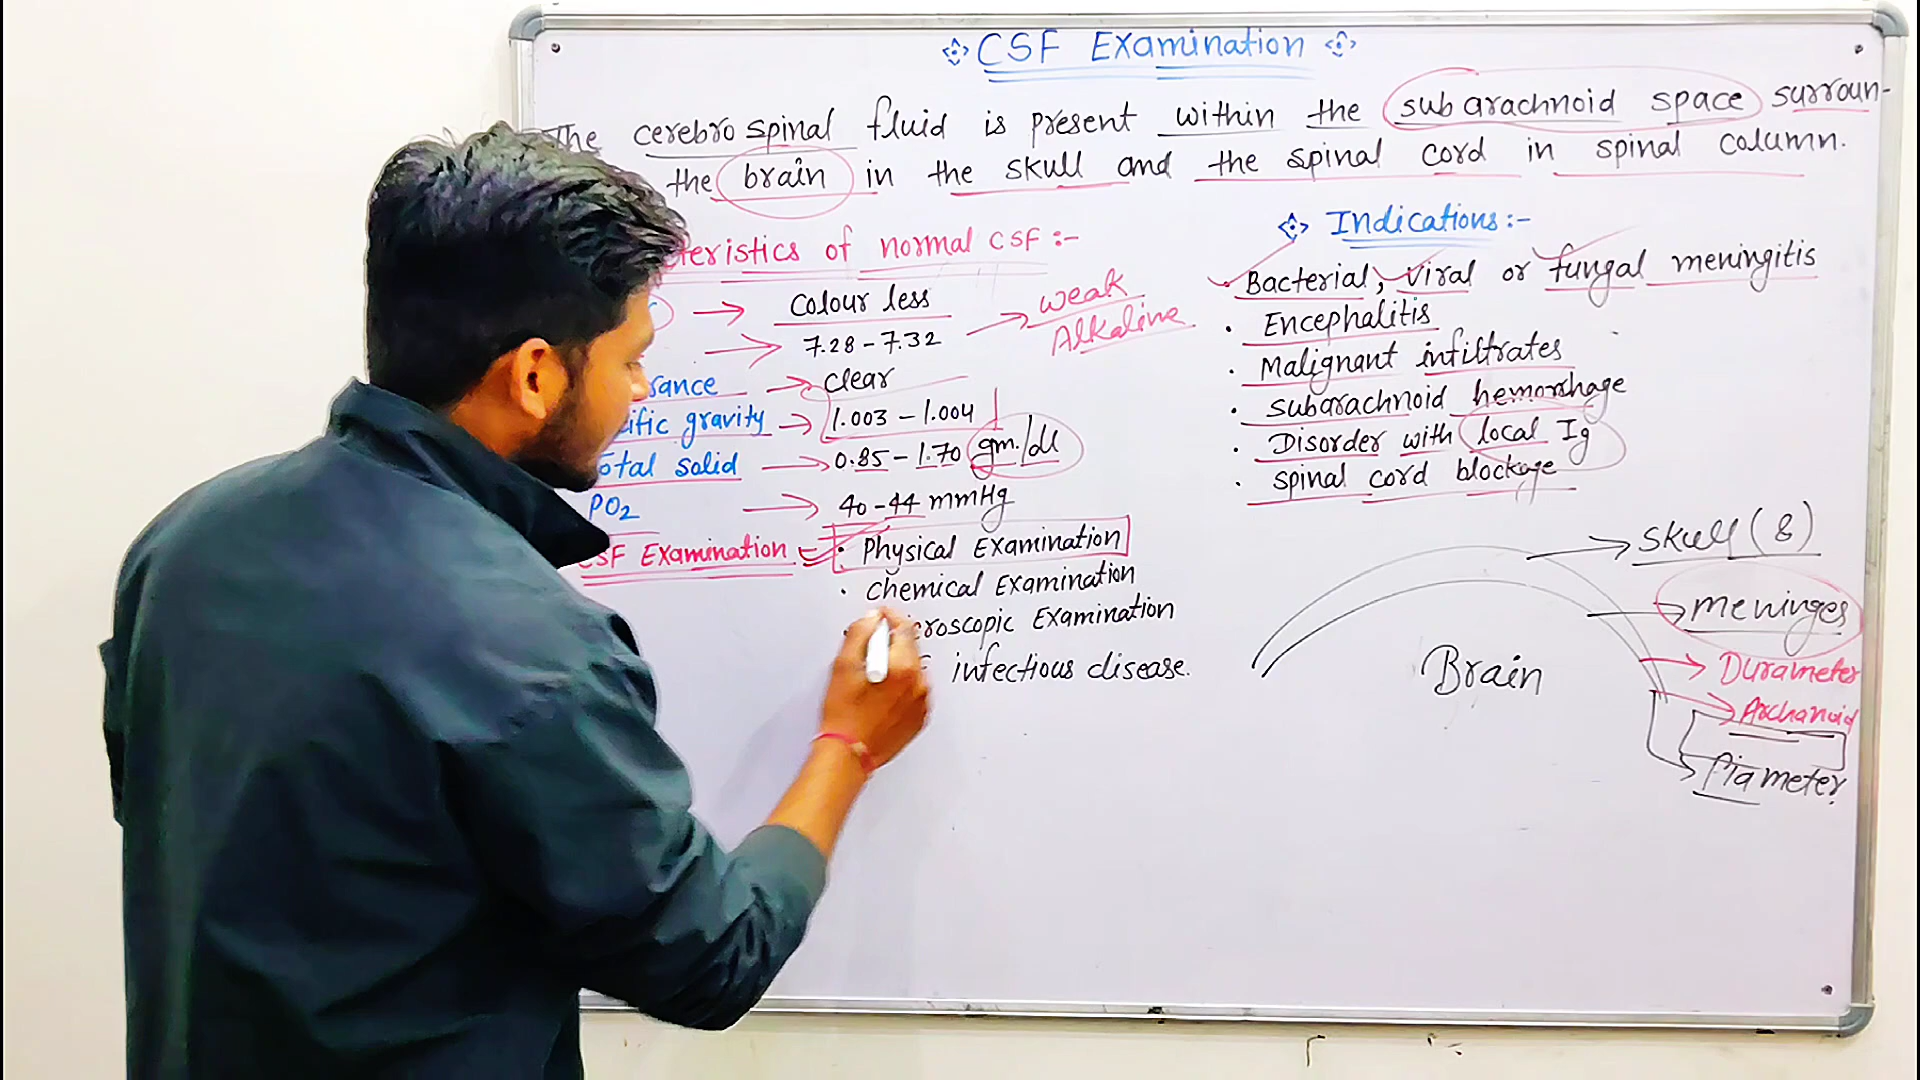 CSF Examination
The cerebro spinal fluid is present within the sub arachnoid space surroun-
the brain in the skull and the spinal cord in spinal column.
teristics of normal CSF :-
→ Colour less
→ 7.28 - 7.32 → weak Alkaline
rance → clear
ific gravity → 1.003 - 1.004
Total solid → 0.85 - 1.70 gm./dl
PO2 → 40 - 44 mmHg
CSF Examination
· Physical Examination
· chemical Examination
· croscopic Examination
infectious disease.
Indications :-
Bacterial, viral or fungal meningitis
· Encephalitis
· Malignant infiltrates
· subarachnoid hemorrhage
· Disorder with local Ig
· spinal cord blockage
→ skull (8)
→ meninges
Brain
→ Durameter
→ Archanoid
→ Piameter